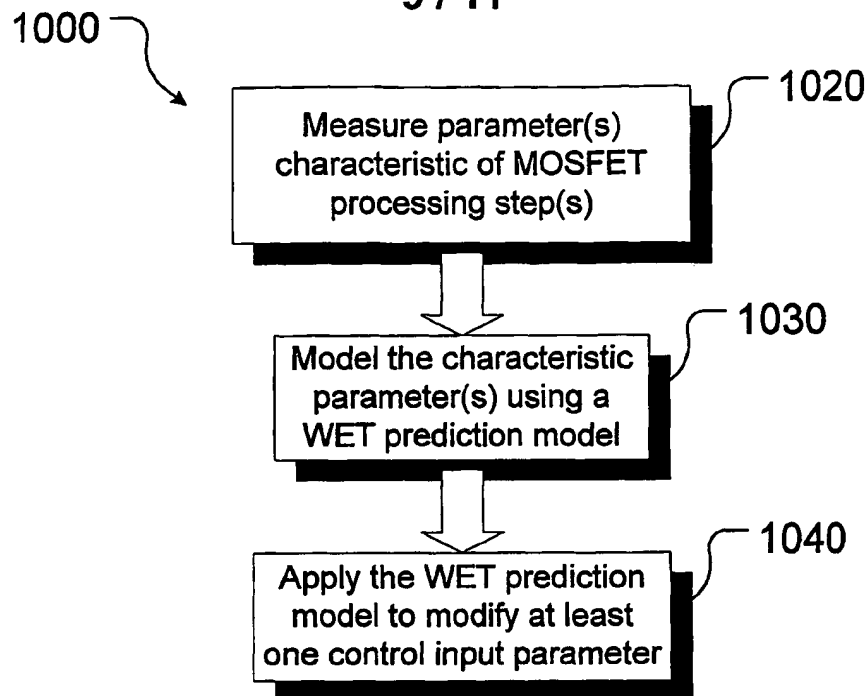 1000
1020
Measure parameter(s)
characteristic of MOSFET
processing step(s)
1030
Model the characteristic
parameter(s) using a
WET prediction model
1040
Apply the WET prediction
model to modify at least
one control input parameter